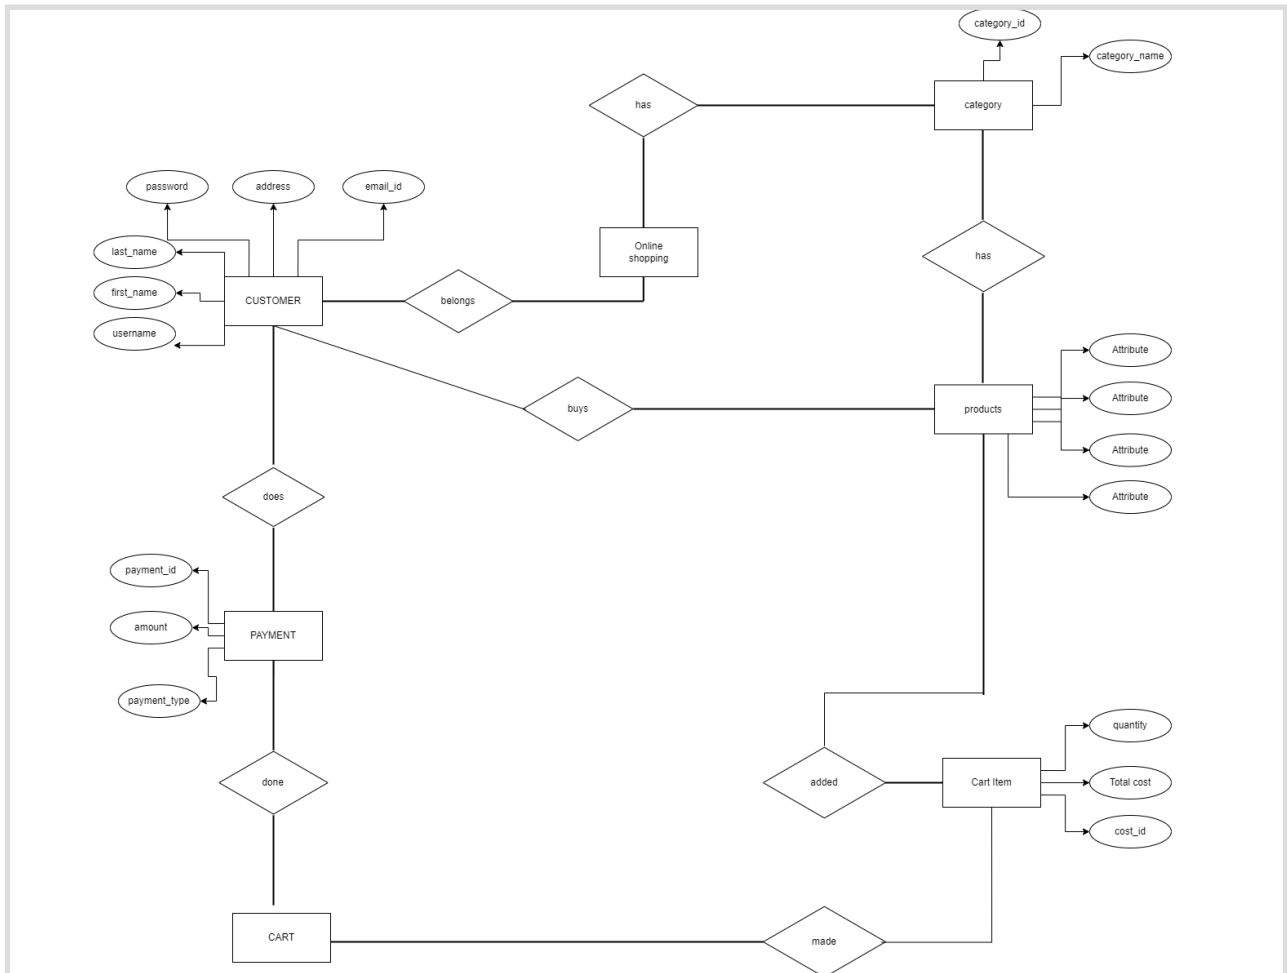 category_id
category_name
has
category
password
address
email_id
last_name
Online
shopping
has
first_name
CUSTOMER
belongs
username
Attribute
Attribute
buys
products
Attribute
does
Attribute
payment_id
amount
PAYMENT
payment_type
quantity
done
added
Cart Item
Total cost
cost_id
CART
made